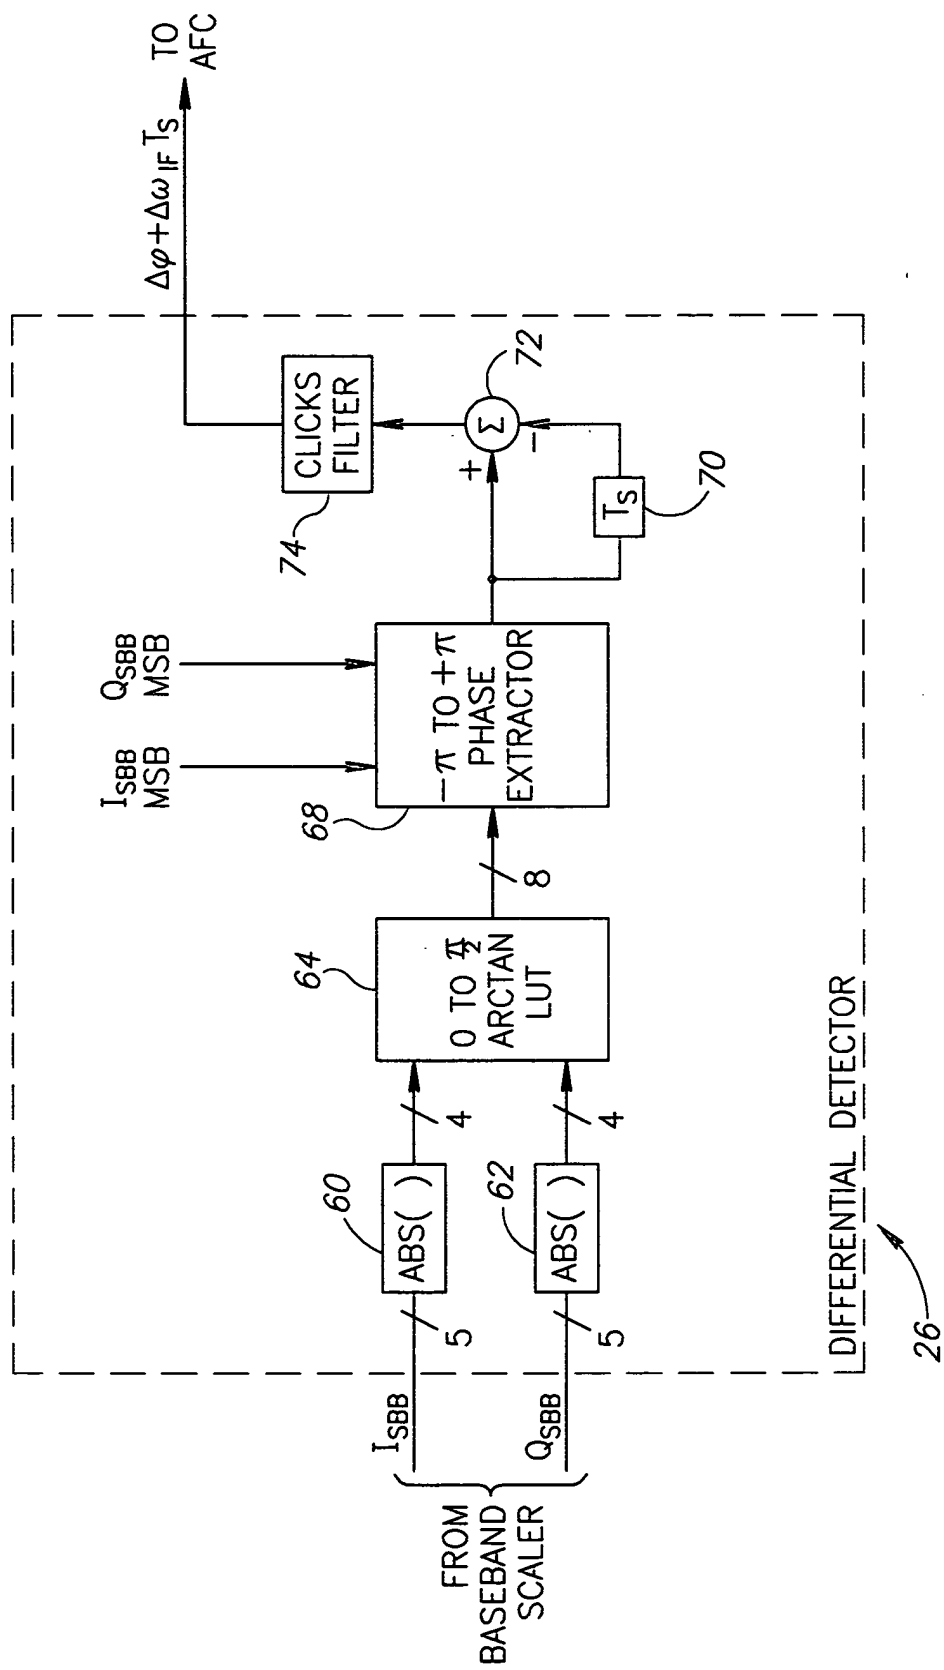 FROM
BASEBAND
SCALER
I_SBB
Q_SBB
5
5
60
ABS( )
62
ABS( )
4
4
64
0 TO π/2
ARCTAN
LUT
8
I_SBB
MSB
Q_SBB
MSB
68
−π TO +π
PHASE
EXTRACTOR
T_S
70
+
−
Σ
72
74
CLICKS
FILTER
Δφ+Δω_IF T_S
TO
AFC
DIFFERENTIAL DETECTOR
26